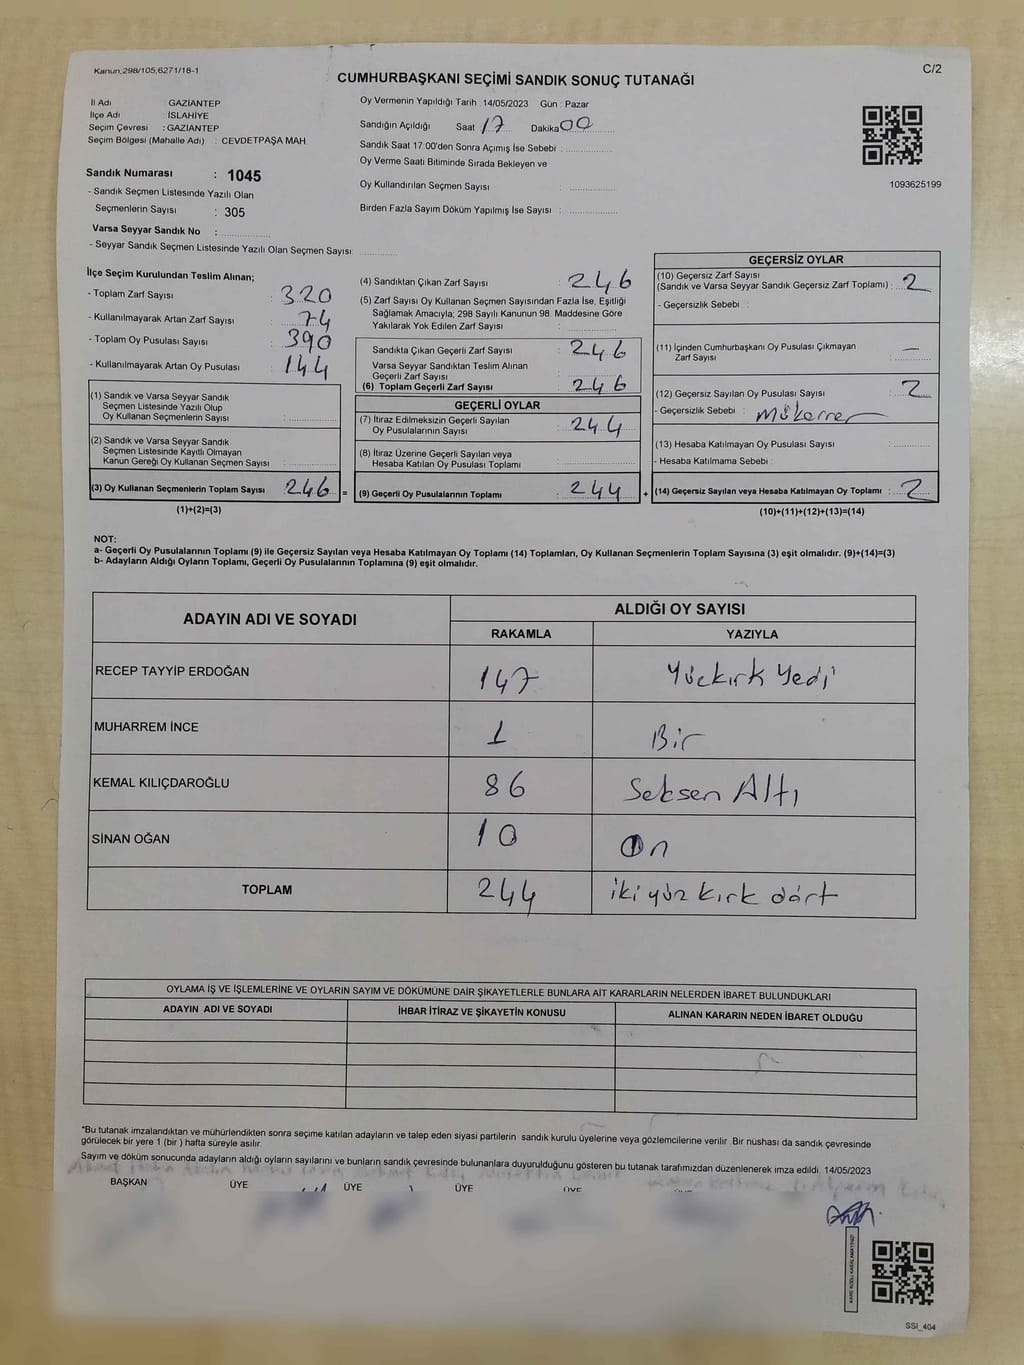 Kanun:298/105,6271/18-1
C/2
CUMHURBAŞKANI SEÇİMİ SANDIK SONUÇ TUTANAĞI
İl Adı GAZİANTEP
İlçe Adı İSLAHİYE
Seçim Çevresi : GAZİANTEP
Seçim Bölgesi (Mahalle Adı) : CEVDETPAŞA MAH.
Sandık Numarası : 1045
- Sandık Seçmen Listesinde Yazılı Olan
Seçmenlerin Sayısı : 305
Varsa Seyyar Sandık No :
- Seyyar Sandık Seçmen Listesinde Yazılı Olan Seçmen Sayısı:
Oy Vermenin Yapıldığı Tarih : 14/05/2023 Gün : Pazar
Sandığın Açıldığı Saat 17 Dakika 00
Sandık Saat 17:00'den Sonra Açımış İse Sebebi :
Oy Verme Saati Bitiminde Sırada Bekleyen ve
Oy Kullandırılan Seçmen Sayısı :
Birden Fazla Sayım Döküm Yapılmış İse Sayısı :
1093625199
İlçe Seçim Kurulundan Teslim Alınan;
- Toplam Zarf Sayısı : 320
- Kullanılmayarak Artan Zarf Sayısı : 74
- Toplam Oy Pusulası Sayısı : 390
- Kullanılmayarak Artan Oy Pusulası : 144
(1) Sandık ve Varsa Seyyar Sandık
Seçmen Listesinde Yazılı Olup
Oy Kullanan Seçmenlerin Sayısı :
(2) Sandık ve Varsa Seyyar Sandık
Seçmen Listesinde Kayıtlı Olmayan
Kanun Gereği Oy Kullanan Seçmen Sayısı :
(3) Oy Kullanan Seçmenlerin Toplam Sayısı : 246 =
(1)+(2)=(3)
(4) Sandıktan Çıkan Zarf Sayısı : 246
(5) Zarf Sayısı Oy Kullanan Seçmen Sayısından Fazla İse, Eşitliği
Sağlamak Amacıyla; 298 Sayılı Kanunun 98. Maddesine Göre
Yakılarak Yok Edilen Zarf Sayısı :
Sandıkta Çıkan Geçerli Zarf Sayısı : 246
Varsa Seyyar Sandıktan Teslim Alınan
Geçerli Zarf Sayısı :
(6) Toplam Geçerli Zarf Sayısı : 246
GEÇERLİ OYLAR
(7) İtiraz Edilmeksizin Geçerli Sayılan
Oy Pusulalarının Sayısı : 244
(8) İtiraz Üzerine Geçerli Sayılan veya
Hesaba Katılan Oy Pusulası Toplamı :
(9) Geçerli Oy Pusulalarının Toplamı : 244 +
GEÇERSİZ OYLAR
(10) Geçersiz Zarf Sayısı
(Sandık ve Varsa Seyyar Sandık Geçersiz Zarf Toplamı) : 2
- Geçersizlik Sebebi :
(11) İçinden Cumhurbaşkanı Oy Pusulası Çıkmayan
Zarf Sayısı : —
(12) Geçersiz Sayılan Oy Pusulası Sayısı : 2
- Geçersizlik Sebebi : Mükerrer
(13) Hesaba Katılmayan Oy Pusulası Sayısı :
- Hesaba Katılmama Sebebi :
(14) Geçersiz Sayılan veya Hesaba Katılmayan Oy Toplamı : 2
(10)+(11)+(12)+(13)=(14)
NOT:
a- Geçerli Oy Pusulalarının Toplamı (9) ile Geçersiz Sayılan veya Hesaba Katılmayan Oy Toplamı (14) Toplamları, Oy Kullanan Seçmenlerin Toplam Sayısına (3) eşit olmalıdır. (9)+(14)=(3)
b- Adayların Aldığı Oyların Toplamı, Geçerli Oy Pusulalarının Toplamına (9) eşit olmalıdır.
ADAYIN ADI VE SOYADI ALDIĞI OY SAYISI
RAKAMLA YAZIYLA
RECEP TAYYİP ERDOĞAN 147 Yüzkırk Yedi
MUHARREM İNCE 1 Bir
KEMAL KILIÇDAROĞLU 86 Seksen Altı
SİNAN OĞAN 10 On
TOPLAM 244 iki yüz kırk dört
OYLAMA İŞ VE İŞLEMLERİNE VE OYLARIN SAYIM VE DÖKÜMÜNE DAİR ŞİKAYETLERLE BUNLARA AİT KARARLARIN NELERDEN İBARET BULUNDUKLARI
ADAYIN ADI VE SOYADI İHBAR İTİRAZ VE ŞİKAYETİN KONUSU ALINAN KARARIN NEDEN İBARET OLDUĞU
*Bu tutanak imzalandıktan ve mühürlendikten sonra seçime katılan adayların ve talep eden siyasi partilerin sandık kurulu üyelerine veya gözlemcilerine verilir. Bir nüshası da sandık çevresinde
görülecek bir yere 1 (bir ) hafta süreyle asılır.
Sayım ve döküm sonucunda adayların aldığı oyların sayılarını ve bunların sandık çevresinde bulunanlara duyurulduğunu gösteren bu tutanak tarafımızdan düzenlenerek imza edildi. 14/05/2023
BAŞKAN ÜYE ÜYE ÜYE ÜYE
SSI_404